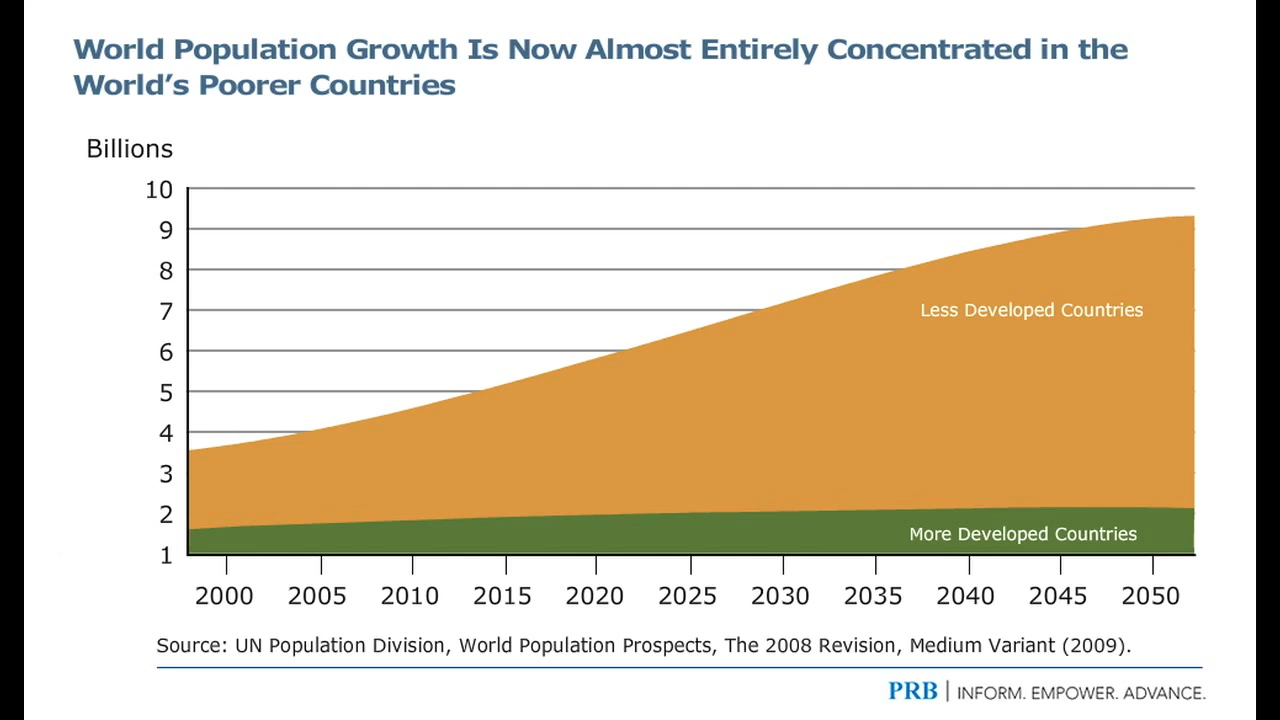 World Population Growth Is Now Almost Entirely Concentrated in the
World's Poorer Countries
Billions
10
9
8
7
6
5
4
3
2
1
Less Developed Countries
More Developed Countries
2000 2005 2010 2015 2020 2025 2030 2035 2040 2045 2050
Source: UN Population Division, World Population Prospects, The 2008 Revision, Medium Variant (2009).
PRB | INFORM. EMPOWER. ADVANCE.